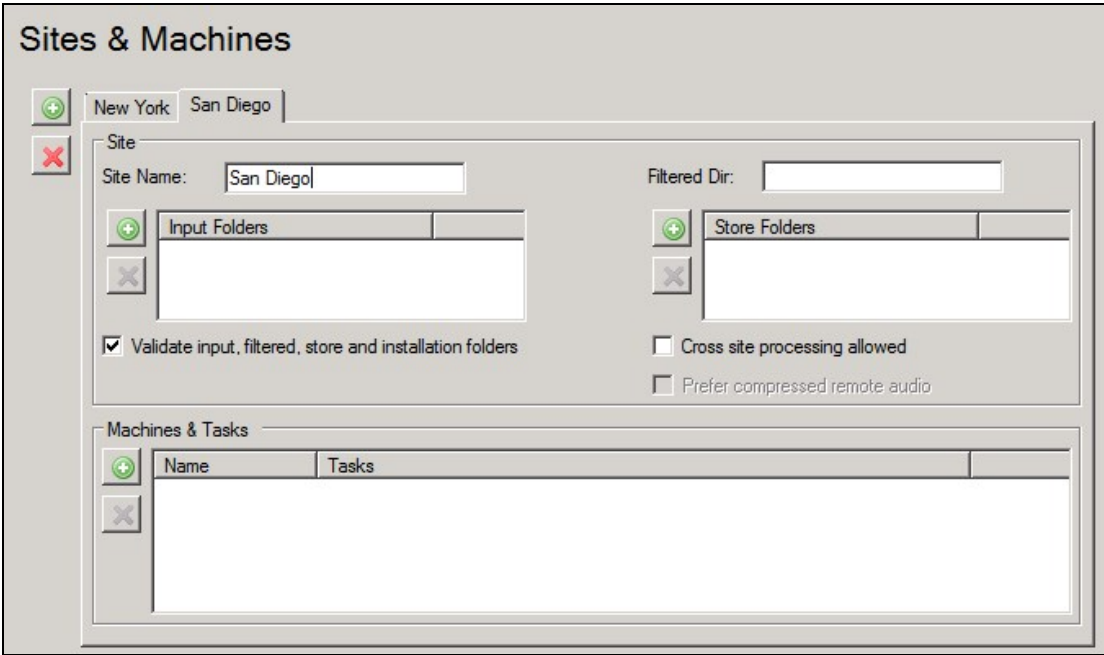 Sites & Machines
New York San Diego
Site
Site Name: San Diego Filtered Dir:
Input Folders Store Folders
Validate input, filtered, store and installation folders Cross site processing allowed
Prefer compressed remote audio
Machines & Tasks
Name Tasks